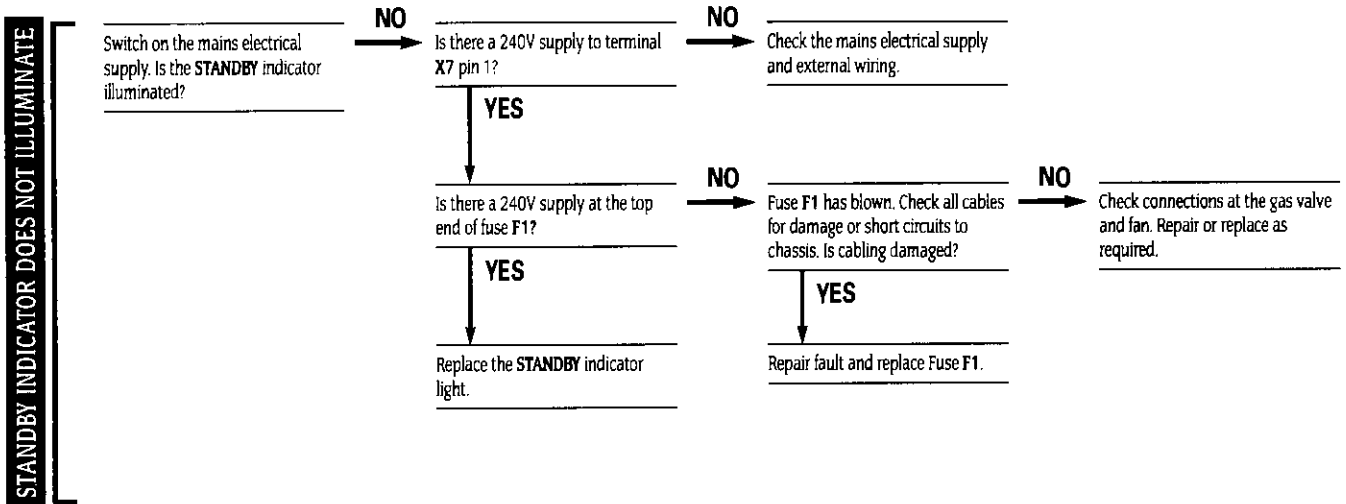 STANDBY INDICATOR DOES NOT ILLUMINATE
Switch on the mains electrical
supply. Is the STANDBY indicator
illuminated?
NO
Is there a 240V supply to terminal
X7 pin 1?
NO
Check the mains electrical supply
and external wiring.
YES
Is there a 240V supply at the top
end of fuse F1?
NO
Fuse F1 has blown. Check all cables
for damage or short circuits to
chassis. Is cabling damaged?
NO
Check connections at the gas valve
and fan. Repair or replace as
required.
YES
Replace the STANDBY indicator
light.
YES
Repair fault and replace Fuse F1.